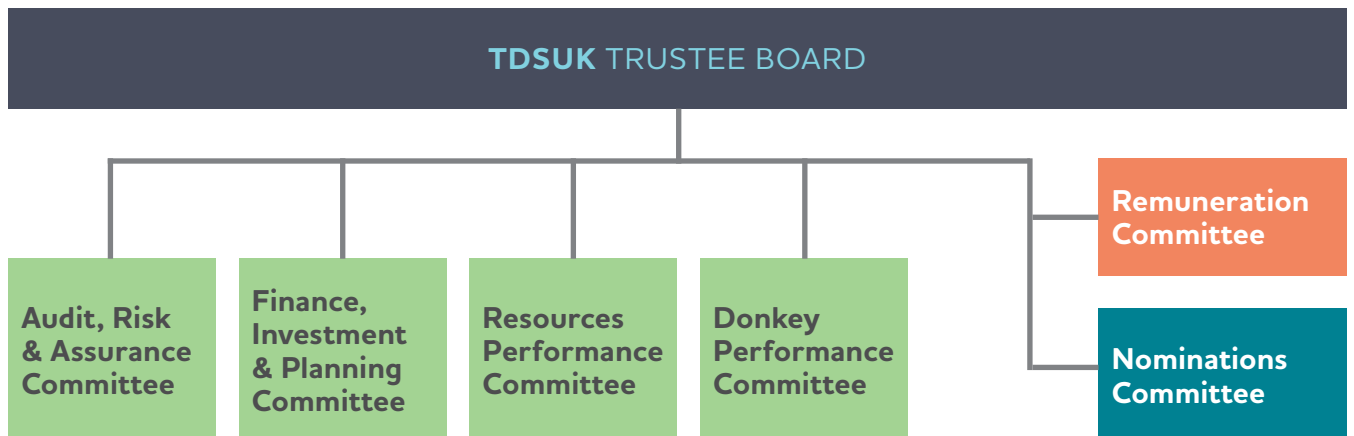 TDSUK TRUSTEE BOARD
Remuneration
Committee
Audit, Risk
& Assurance
Committee
Finance,
Investment
& Planning
Committee
Resources
Performance
Committee
Donkey
Performance
Committee
Nominations
Committee